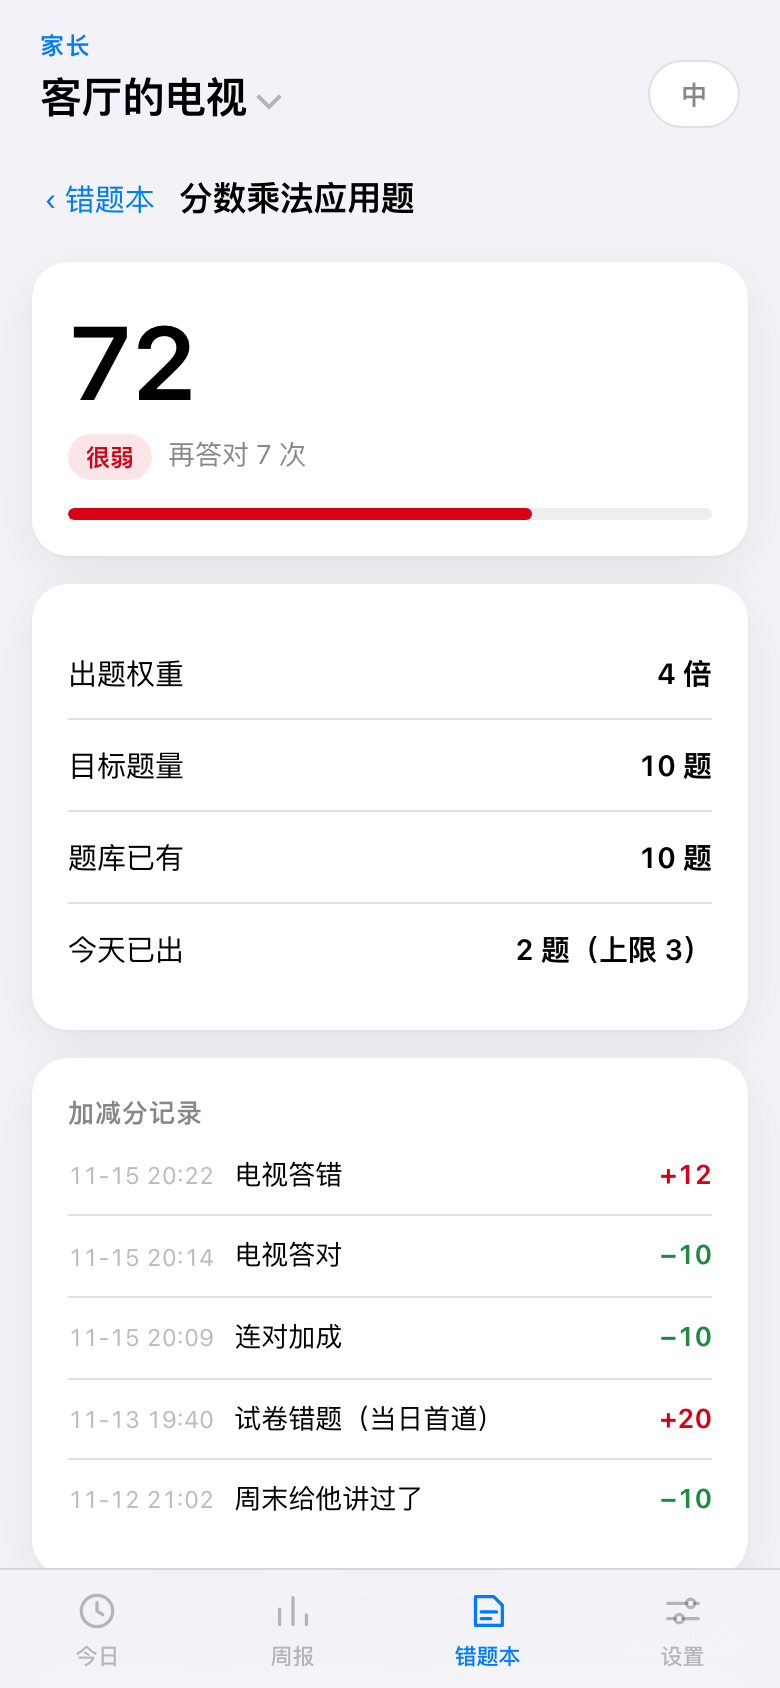 家长
客厅的电视
中
‹ 错题本 分数乘法应用题
72
很弱 再答对 7 次
出题权重 4 倍
目标题量 10 题
题库已有 10 题
今天已出 2 题（上限 3）
加减分记录
11-15 20:22 电视答错 +12
11-15 20:14 电视答对 −10
11-15 20:09 连对加成 −10
11-13 19:40 试卷错题（当日首道） +20
11-12 21:02 周末给他讲过了 −10
今日 周报 错题本 设置